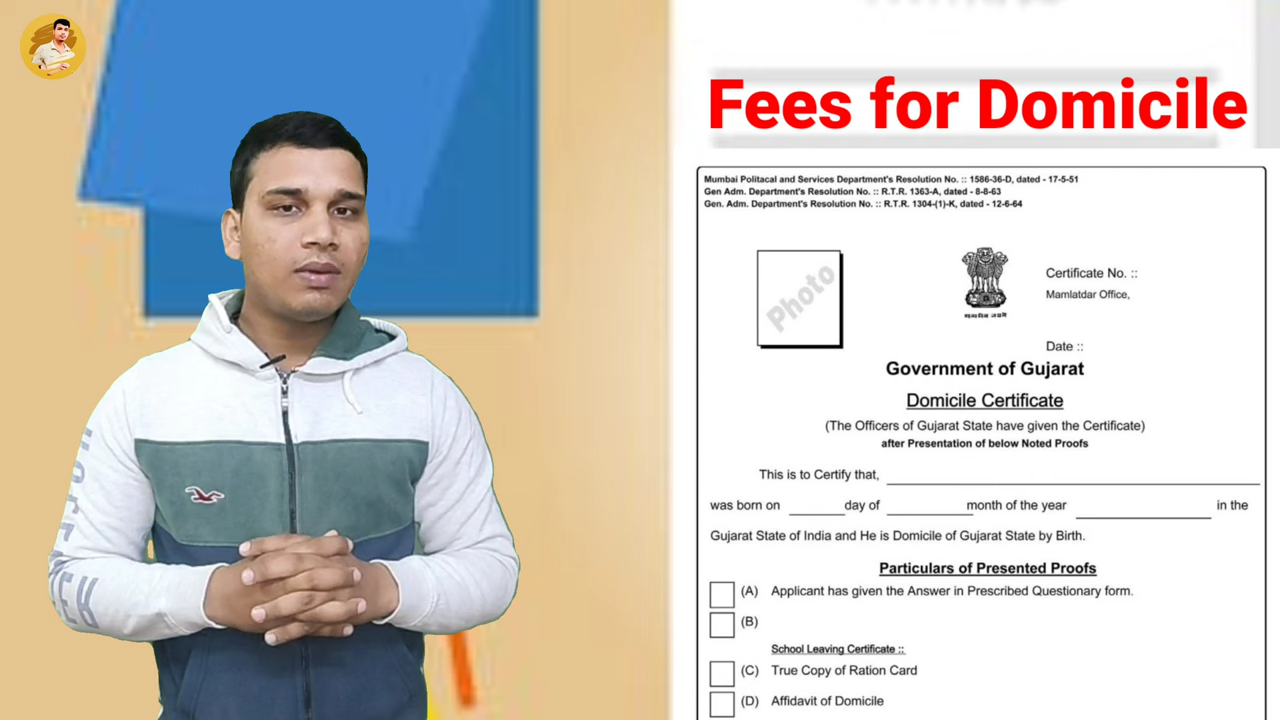 Fees for Domicile
Mumbai Politacal and Services Department's Resolution No. :: 1586-36-D, dated - 17-5-51
Gen Adm. Department's Resolution No. :: R.T.R. 1363-A, dated - 8-8-63
Gen. Adm. Department's Resolution No. :: R.T.R. 1304-(1)-K, dated - 12-6-64
Photo
Certificate No. ::
Mamlatdar Office,
Date ::
Government of Gujarat
Domicile Certificate
(The Officers of Gujarat State have given the Certificate)
after Presentation of below Noted Proofs
This is to Certify that,
was born on day of month of the year in the
Gujarat State of India and He is Domicile of Gujarat State by Birth.
Particulars of Presented Proofs
(A) Applicant has given the Answer in Prescribed Questionary form.
(B)
School Leaving Certificate ::
(C) True Copy of Ration Card
(D) Affidavit of Domicile